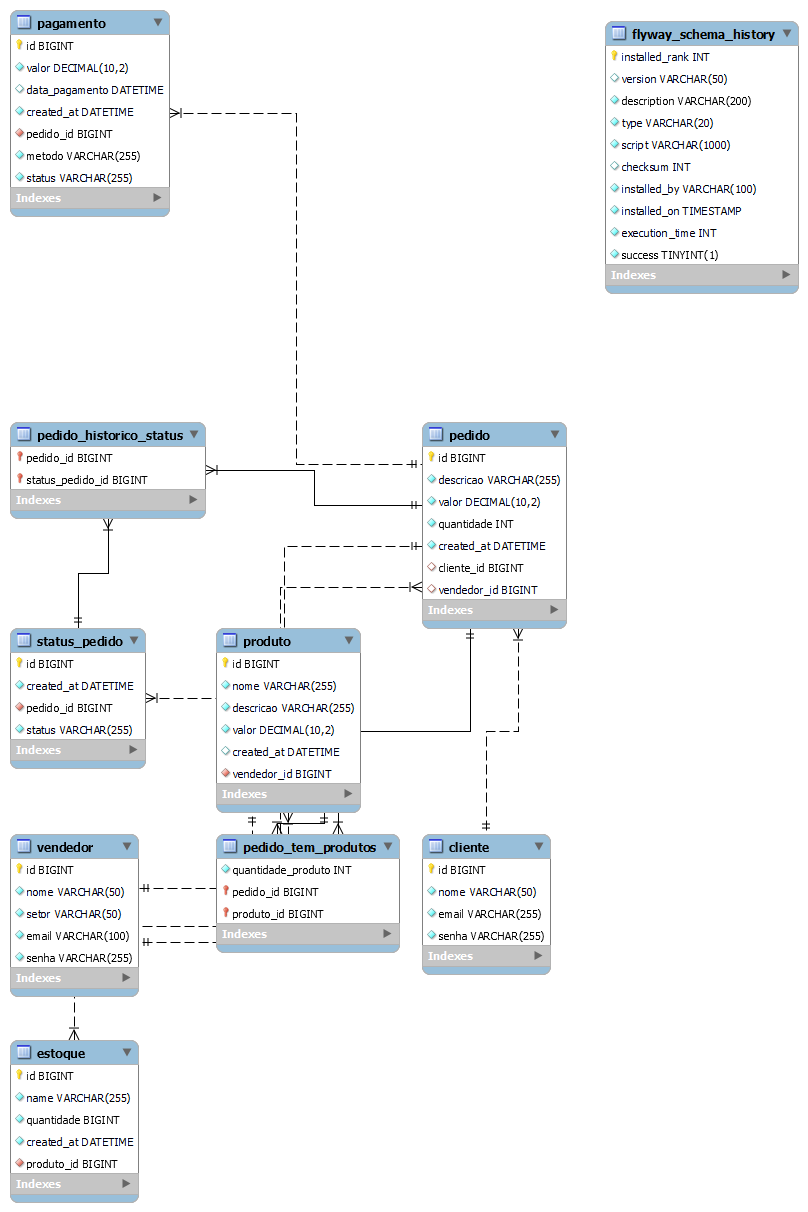 pagamento
id BIGINT
valor DECIMAL(10,2)
data_pagamento DATETIME
created_at DATETIME
pedido_id BIGINT
metodo VARCHAR(255)
status VARCHAR(255)
Indexes
flyway_schema_history
installed_rank INT
version VARCHAR(50)
description VARCHAR(200)
type VARCHAR(20)
script VARCHAR(1000)
checksum INT
installed_by VARCHAR(100)
installed_on TIMESTAMP
execution_time INT
success TINYINT(1)
Indexes
pedido_historico_status
pedido_id BIGINT
status_pedido_id BIGINT
Indexes
pedido
id BIGINT
descricao VARCHAR(255)
valor DECIMAL(10,2)
quantidade INT
created_at DATETIME
cliente_id BIGINT
vendedor_id BIGINT
Indexes
status_pedido
id BIGINT
created_at DATETIME
pedido_id BIGINT
status VARCHAR(255)
Indexes
produto
id BIGINT
nome VARCHAR(255)
descricao VARCHAR(255)
valor DECIMAL(10,2)
created_at DATETIME
vendedor_id BIGINT
Indexes
vendedor
id BIGINT
nome VARCHAR(50)
setor VARCHAR(50)
email VARCHAR(100)
senha VARCHAR(255)
Indexes
pedido_tem_produtos
quantidade_produto INT
pedido_id BIGINT
produto_id BIGINT
Indexes
cliente
id BIGINT
nome VARCHAR(50)
email VARCHAR(255)
senha VARCHAR(255)
Indexes
estoque
id BIGINT
name VARCHAR(255)
quantidade BIGINT
created_at DATETIME
produto_id BIGINT
Indexes